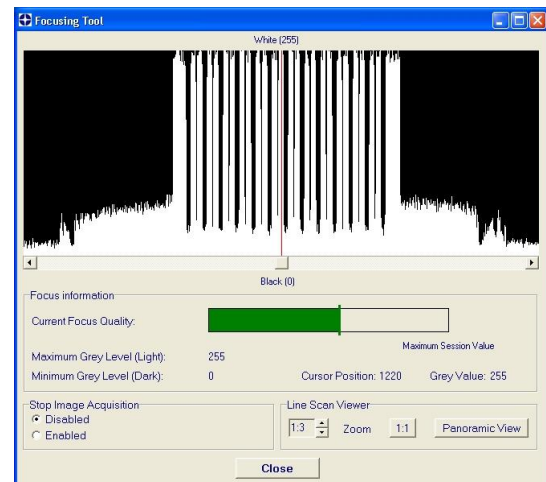 Focusing Tool
White (255)
Black (0)
Focus information
Current Focus Quality:
Maximum Session Value
Maximum Grey Level (Light): 255
Minimum Grey Level (Dark): 0 Cursor Position: 1220 Grey Value: 255
Stop Image Acquisition
Disabled
Enabled
Line Scan Viewer
1:3 Zoom 1:1 Panoramic View
Close